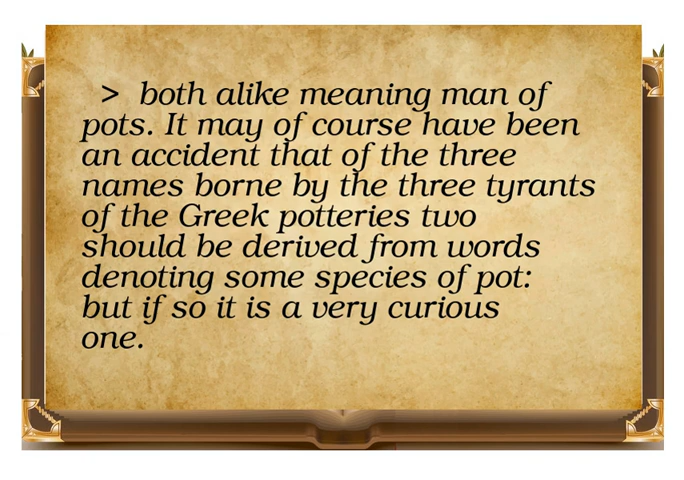 > both alike meaning man of
pots. It may of course have been
an accident that of the three
names borne by the three tyrants
of the Greek potteries two
should be derived from words
denoting some species of pot:
but if so it is a very curious
one.